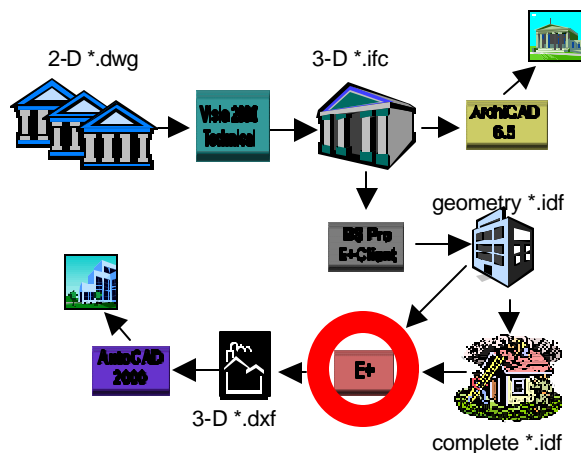 2-D *.dwg
3-D *.ifc
Visio 2000
Technical
ArchiCAD
6.5
geometry *.idf
BS Pro
E+Client
AutoCAD
2000
E+
3-D *.dxf
complete *.idf